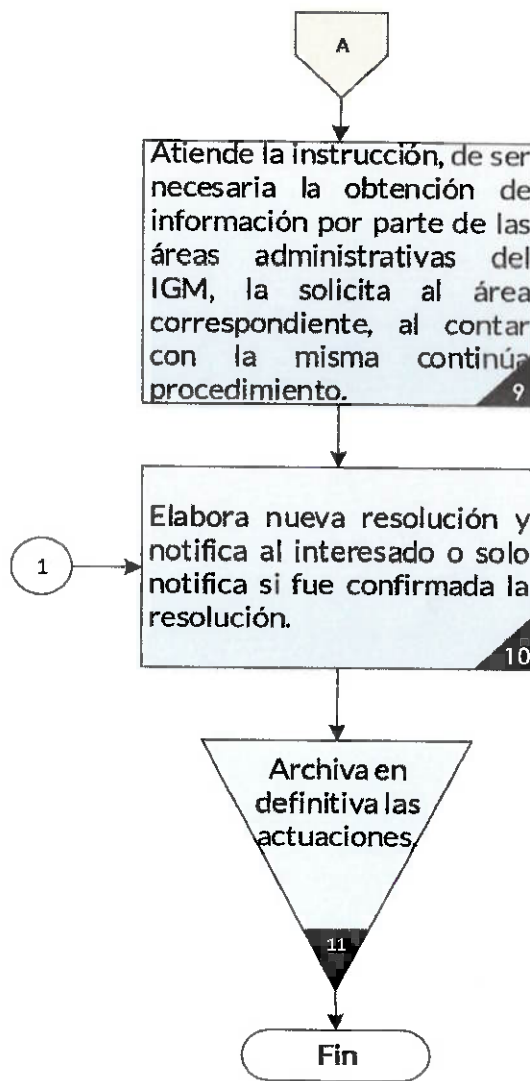 A
Atiende la instrucción, de ser
necesaria la obtención de
información por parte de las
áreas administrativas del
IGM, la solicita al área
correspondiente, al contar
con la misma continúa
procedimiento.
9
1
Elabora nueva resolución y
notifica al interesado o solo
notifica si fue confirmada la
resolución.
10
Archiva en
definitiva las
actuaciones.
11
Fin